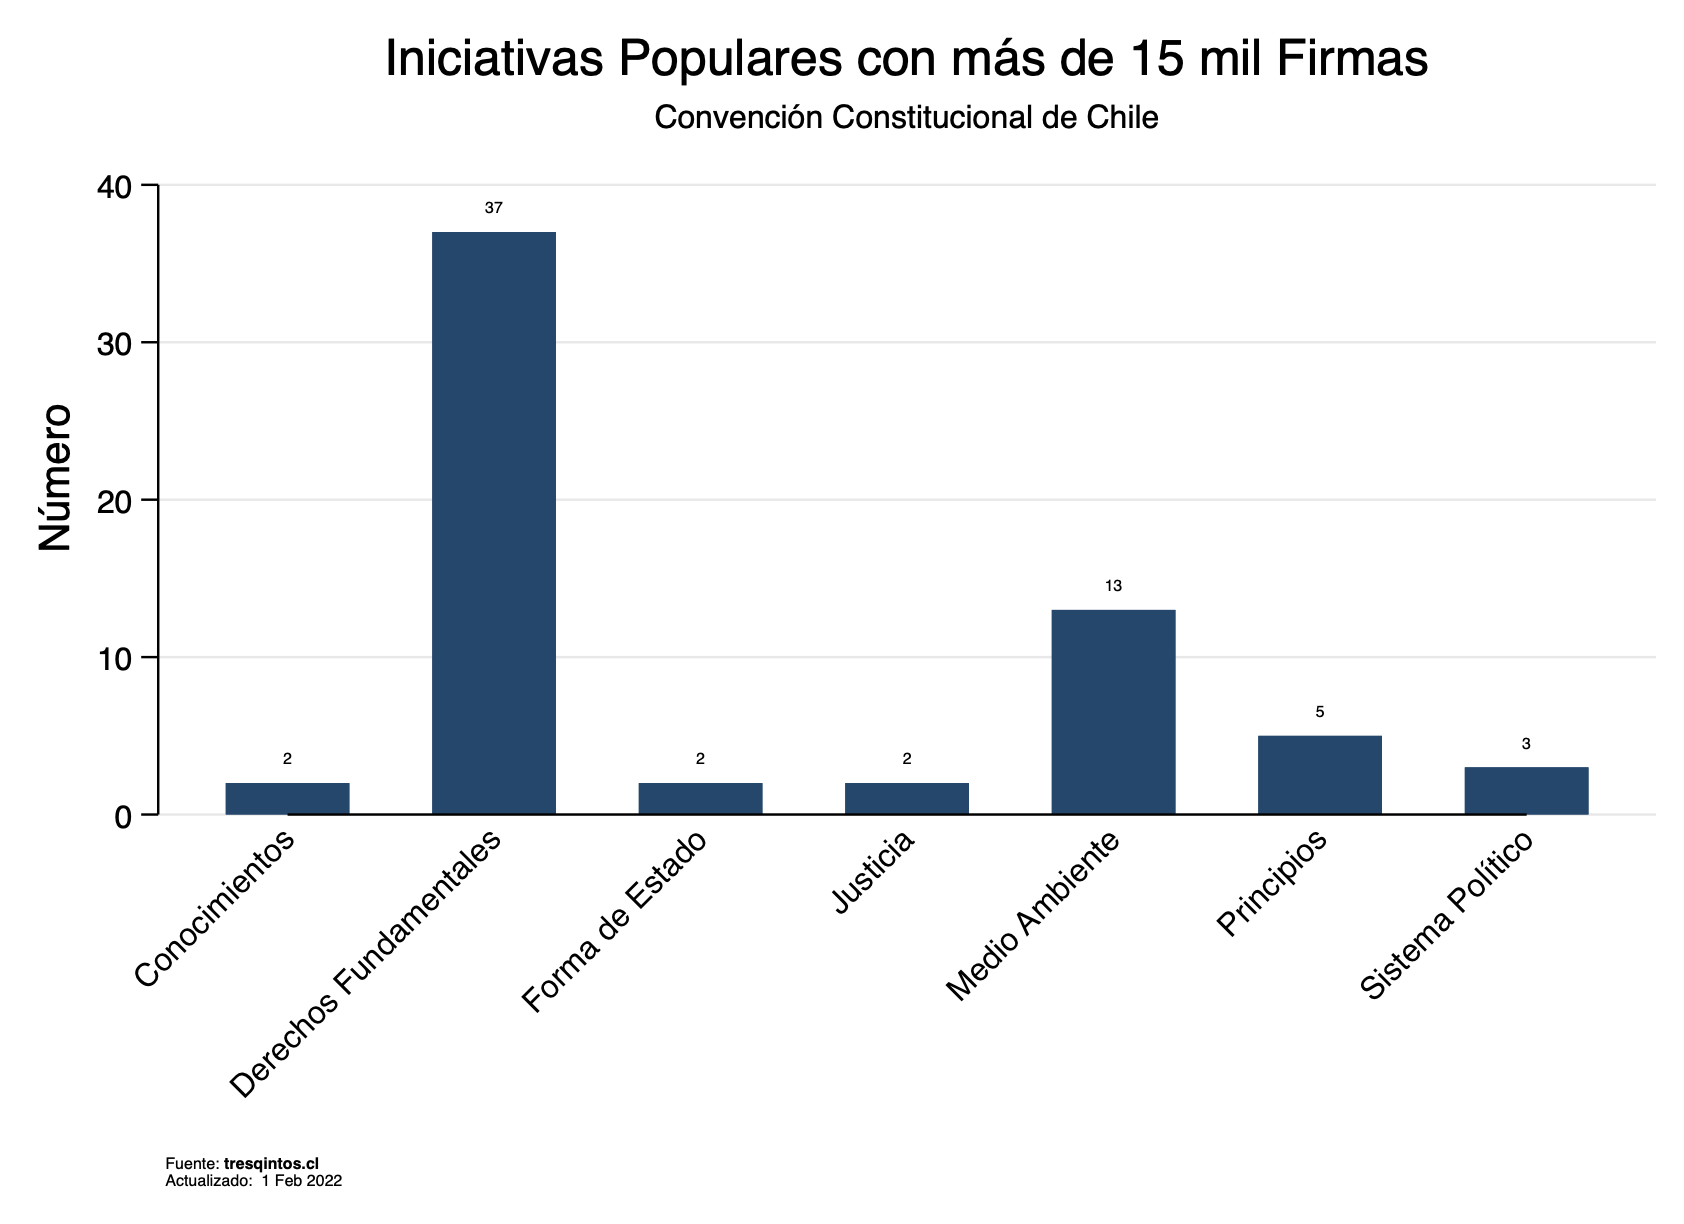 Iniciativas Populares con más de 15 mil Firmas
Convención Constitucional de Chile
Número
40
30
20
10
0
2
37
2
2
13
5
3
Conocimientos
Derechos Fundamentales
Forma de Estado
Justicia
Medio Ambiente
Principios
Sistema Político
Fuente: tresqintos.cl
Actualizado: 1 Feb 2022